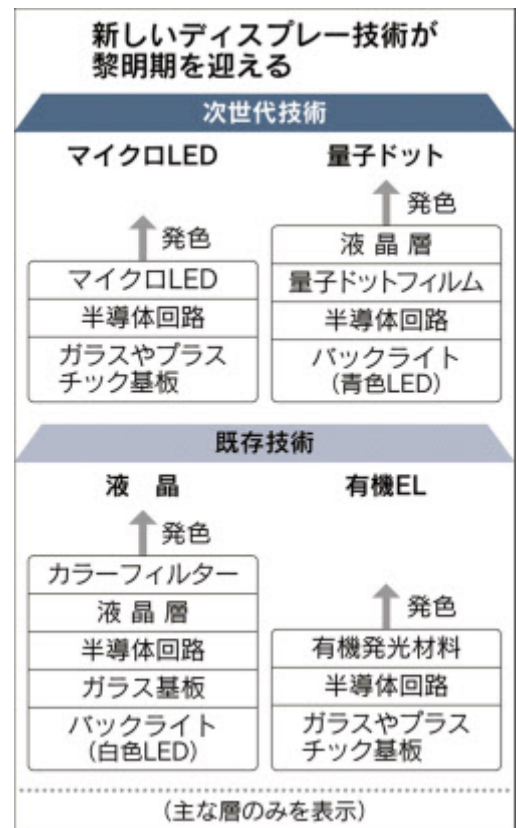 新しいディスプレー技術が
黎明期を迎える
次世代技術
マイクロLED
発色
マイクロLED
半導体回路
ガラスやプラス
チック基板
量子ドット
発色
液晶層
量子ドットフィルム
半導体回路
バックライト
(青色LED)
既存技術
液 晶
発色
カラーフィルター
液晶層
半導体回路
ガラス基板
バックライト
(白色LED)
有機EL
発色
有機発光材料
半導体回路
ガラスやプラス
チック基板
(主な層のみを表示)